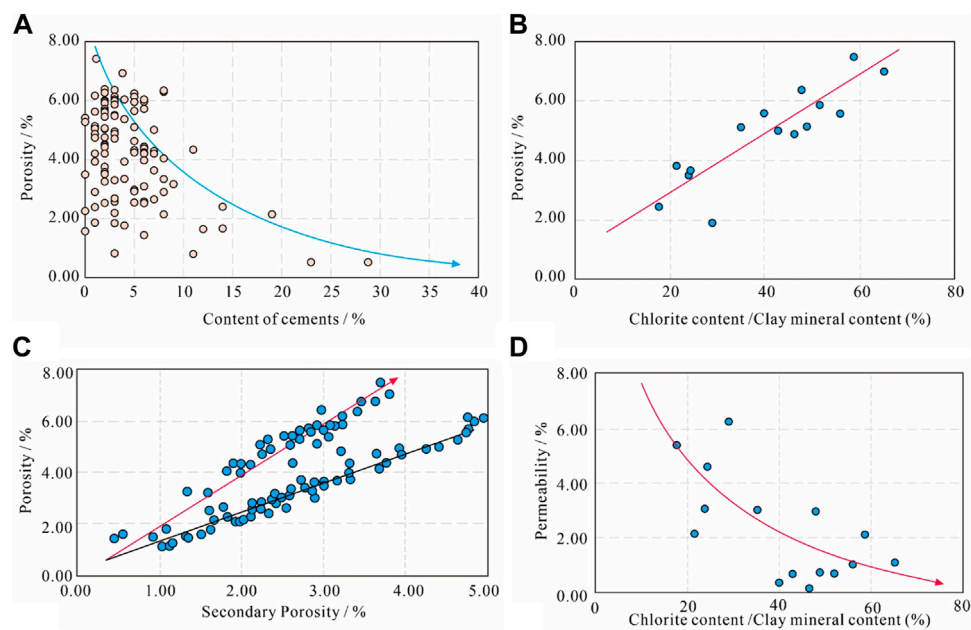 A
8.00
6.00
4.00
2.00
0.00
Porosity / %
0 5 10 15 20 25 30 35 40
Content of cements / %
B
8.00
6.00
4.00
2.00
0.00
Porosity / %
0 20 40 60 80
Chlorite content /Clay mineral content (%)
C
8.00
6.00
4.00
2.00
0.00
Porosity / %
0.00 1.00 2.00 3.00 4.00 5.00
Secondary Porosity / %
D
8.00
6.00
4.00
2.00
0.00
Permeability / %
0 20 40 60 80
Chlorite content /Clay mineral content (%)